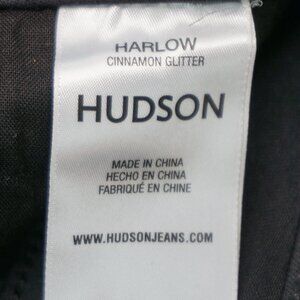 HARLOW
CINNAMON GLITTER
HUDSON
MADE IN CHINA
HECHO EN CHINA
FABRIQUÉ EN CHINE
WWW.HUDSONJEANS.COM